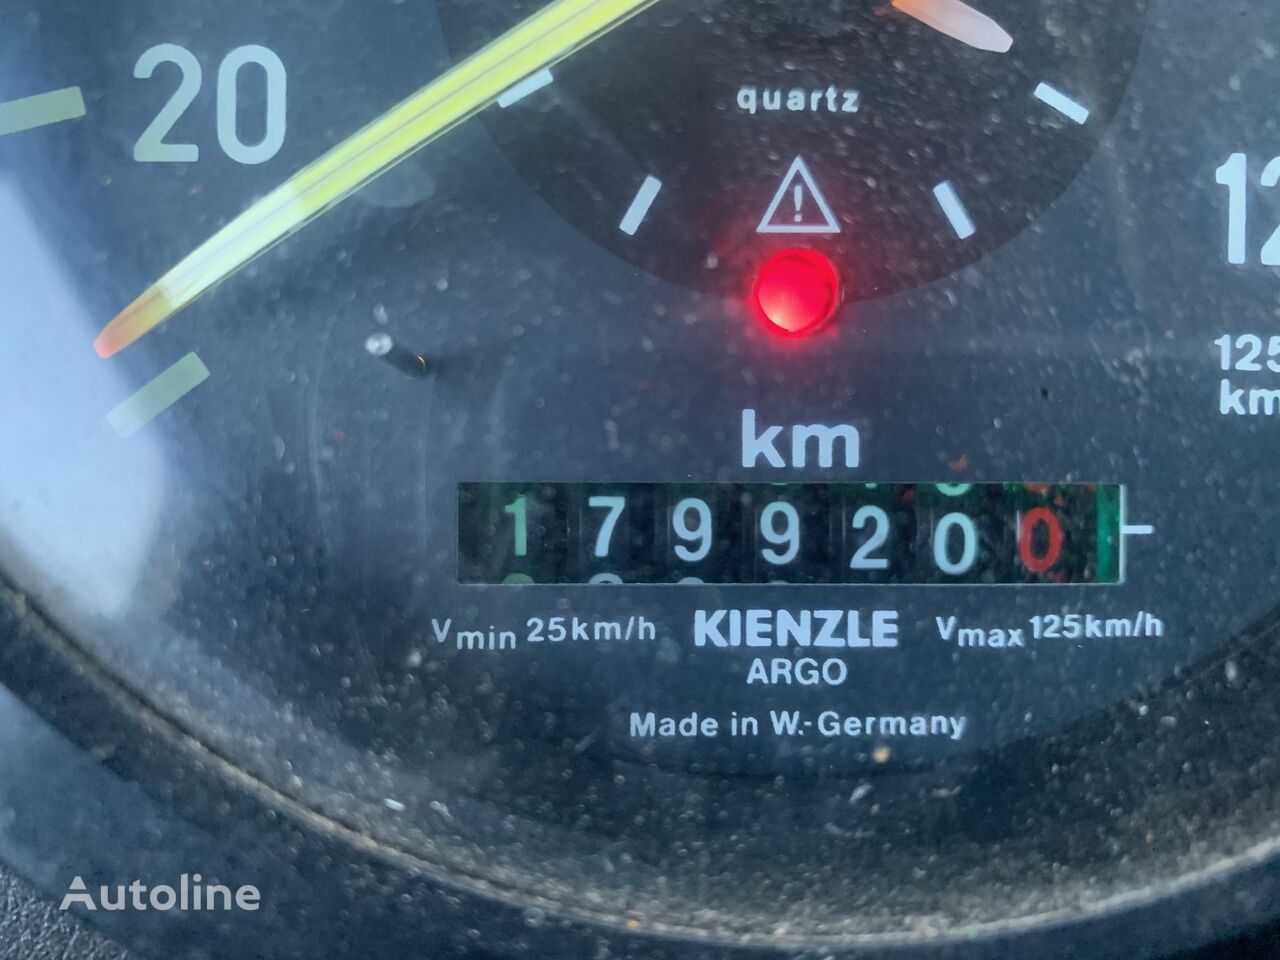 20
quartz
12
125
km
km
1799200
Vmin 25km/h
KIENZLE
Vmax 125km/h
ARGO
Made in W.-Germany
Autoline